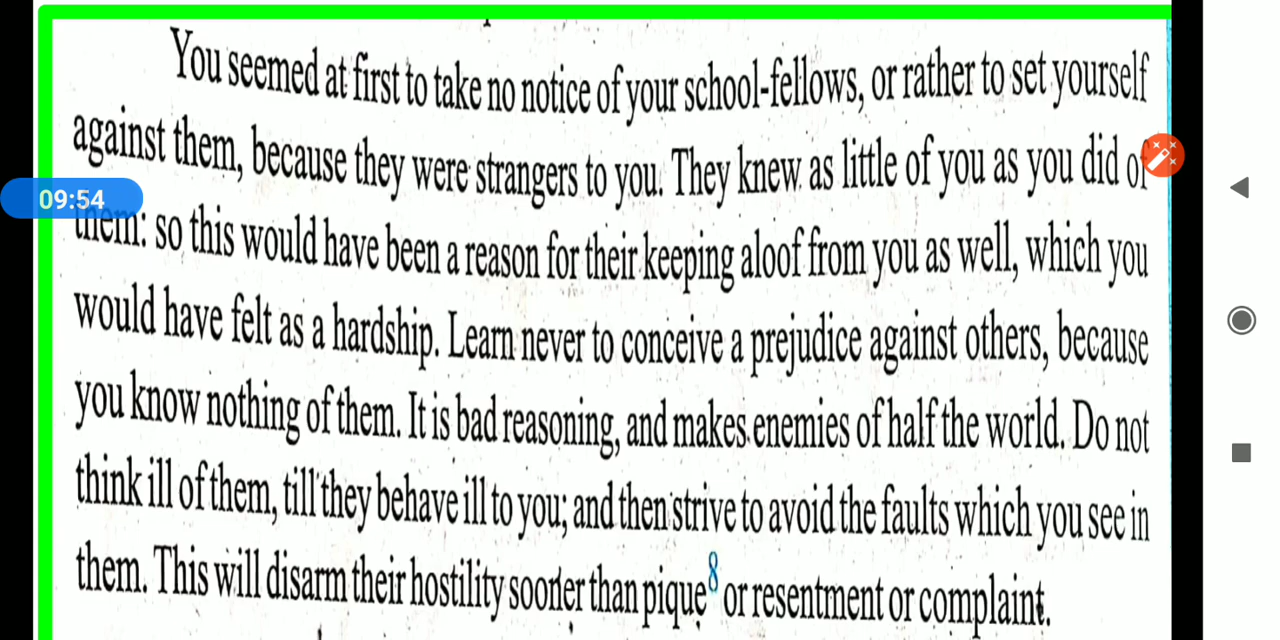 You seemed at first to take no notice of your school-fellows, or rather to set yourself
against them, because they were strangers to you. They knew as little of you as you did of
09:54
them: so this would have been a reason for their keeping aloof from you as well, which you
would have felt as a hardship. Learn never to conceive a prejudice against others, because
you know nothing of them. It is bad reasoning, and makes enemies of half the world. Do not
think ill of them, till they behave ill to you; and then strive to avoid the faults which you see in
them. This will disarm their hostility sooner than pique8 or resentment or complaint.